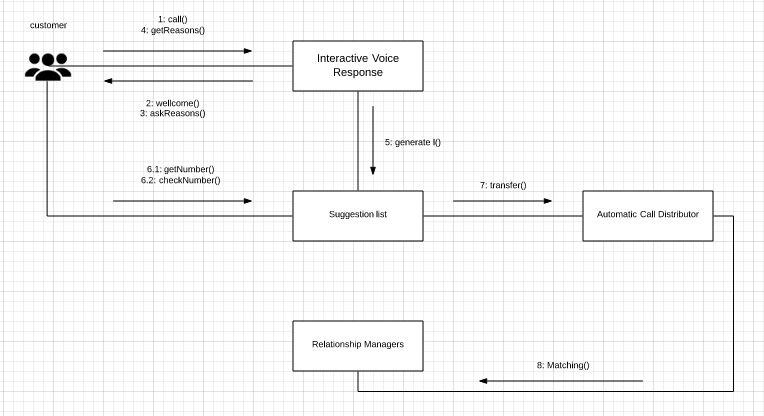 customer
1: call()
4: getReasons()
Interactive Voice
Response
2: wellcome()
3: askReasons()
5: generate l()
6.1: getNumber()
6.2: checkNumber()
7: transfer()
Suggestion list
Automatic Call Distributor
Relationship Managers
8: Matching()